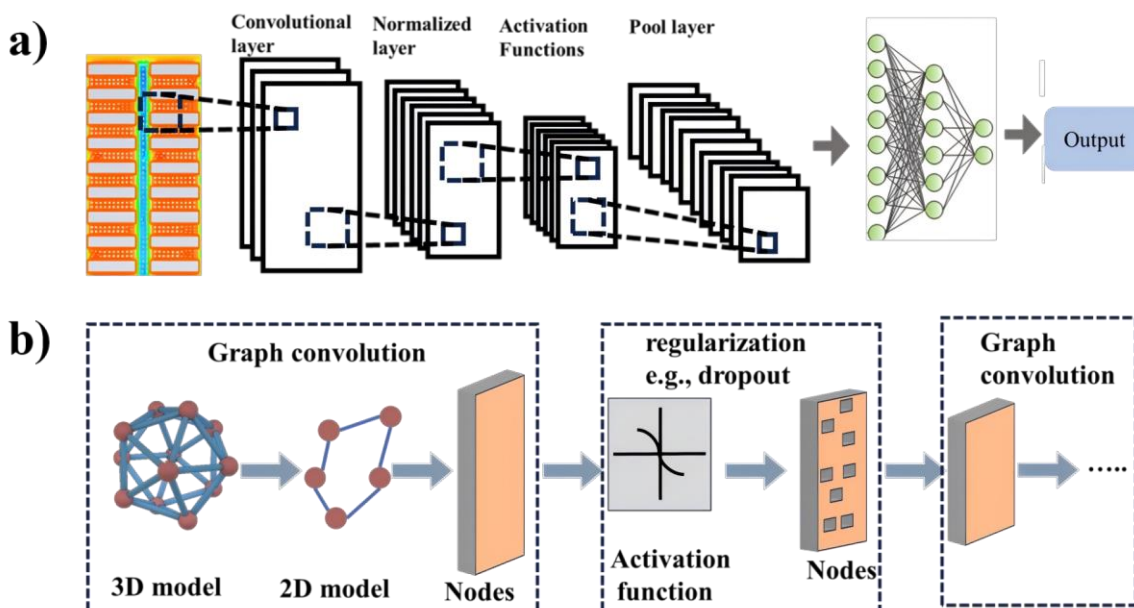 a)
Convolutional
layer
Normalized
layer
Activation
Functions
Pool layer
Output
b)
Graph convolution
3D model
2D model
Nodes
regularization
e.g., dropout
Activation
function
Nodes
Graph
convolution
.....